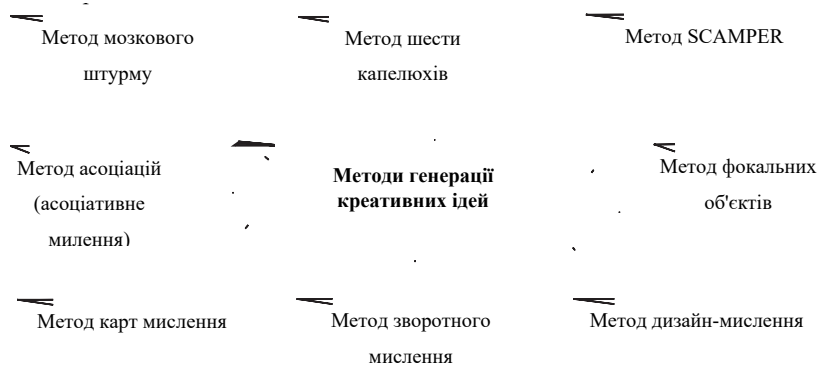 Метод мозкового
штурму
Метод шести
капелюхів
Метод SCAMPER
Метод асоціацій
(асоціативне
милення)
Методи генерації
креативних ідей
Метод фокальних
об'єктів
Метод карт мислення
Метод зворотного
мислення
Метод дизайн-мислення